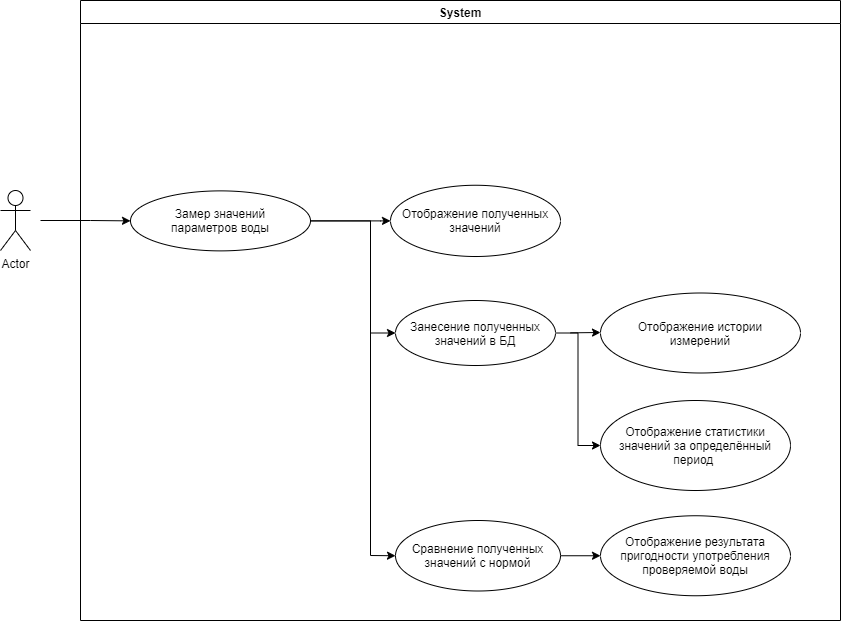 System
Actor
Замер значений
параметров воды
Отображение полученных
значений
Занесение полученных
значений в БД
Отображение истории
измерений
Отображение статистики
значений за определённый
период
Сравнение полученных
значений с нормой
Отображение результата
пригодности употребления
проверяемой воды